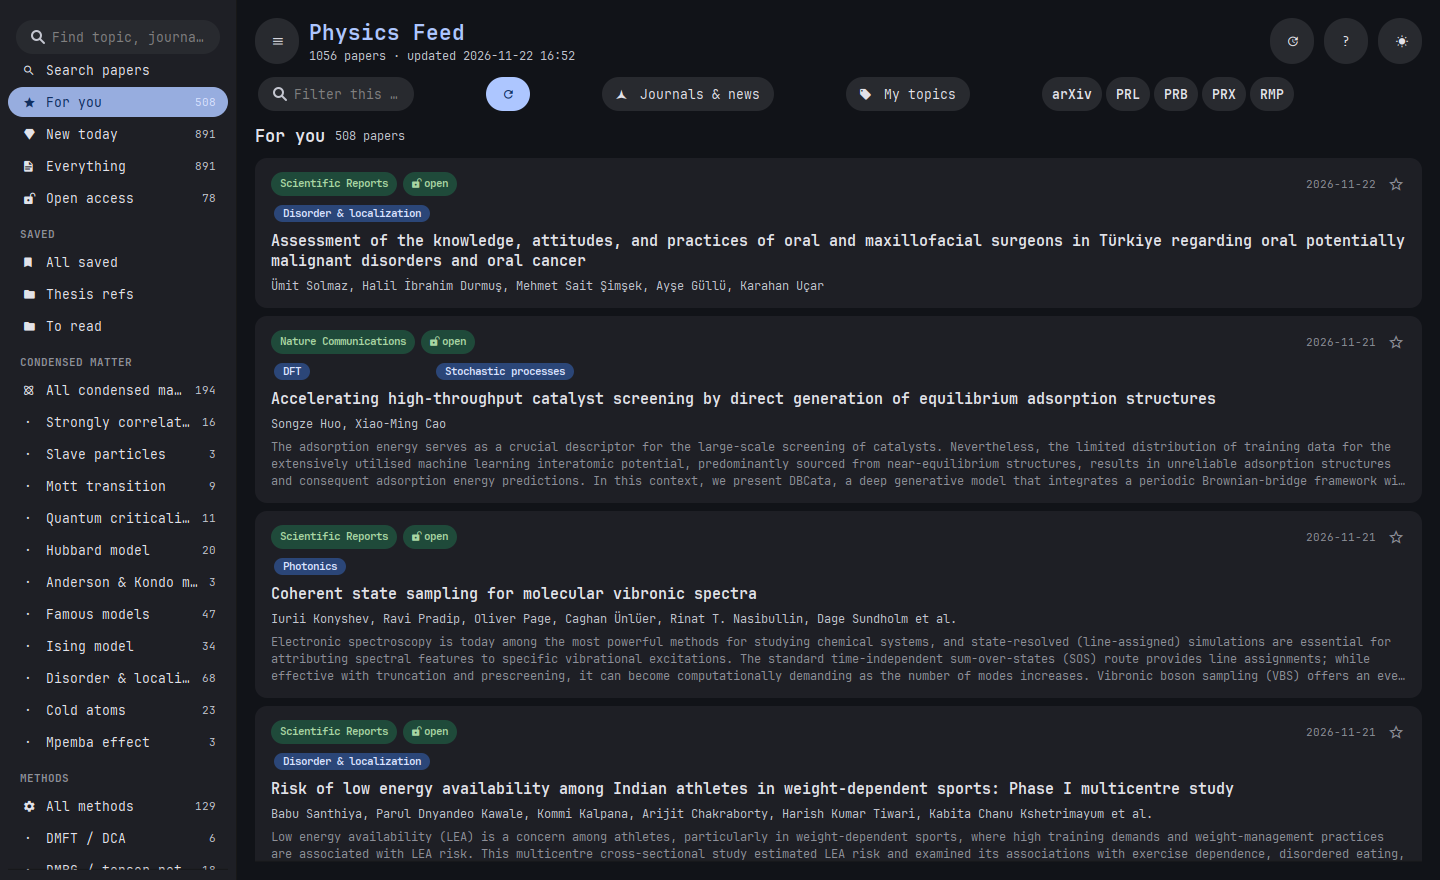 Find topic, journa…
Search papers
For you 508
New today 891
Everything 891
Open access 78
SAVED
All saved
Thesis refs
To read
CONDENSED MATTER
All condensed ma… 194
· Strongly correlat… 16
· Slave particles 3
· Mott transition 9
· Quantum criticali… 11
· Hubbard model 20
· Anderson & Kondo m… 3
· Famous models 47
· Ising model 34
· Disorder & locali… 68
· Cold atoms 23
· Mpemba effect 3
METHODS
All methods 129
· DMFT / DCA 6
Physics Feed
1056 papers · updated 2026-11-22 16:52
?
Filter this …
Journals & news
My topics
arXiv PRL PRB PRX RMP
For you 508 papers
Scientific Reports open 2026-11-22
Disorder & localization
Assessment of the knowledge, attitudes, and practices of oral and maxillofacial surgeons in Türkiye regarding oral potentially
malignant disorders and oral cancer
Ümit Solmaz, Halil İbrahim Durmuş, Mehmet Sait Şimşek, Ayşe Güllü, Karahan Uçar
Nature Communications open 2026-11-21
DFT Stochastic processes
Accelerating high-throughput catalyst screening by direct generation of equilibrium adsorption structures
Songze Huo, Xiao-Ming Cao
The adsorption energy serves as a crucial descriptor for the large-scale screening of catalysts. Nevertheless, the limited distribution of training data for the
extensively utilised machine learning interatomic potential, predominantly sourced from near-equilibrium structures, results in unreliable adsorption structures
and consequent adsorption energy predictions. In this context, we present DBCata, a deep generative model that integrates a periodic Brownian-bridge framework wi…
Scientific Reports open 2026-11-21
Photonics
Coherent state sampling for molecular vibronic spectra
Iurii Konyshev, Ravi Pradip, Oliver Page, Caghan Ünlüer, Rinat T. Nasibullin, Dage Sundholm et al.
Electronic spectroscopy is today among the most powerful methods for studying chemical systems, and state-resolved (line-assigned) simulations are essential for
attributing spectral features to specific vibrational excitations. The standard time-independent sum-over-states (SOS) route provides line assignments; while
effective with truncation and prescreening, it can become computationally demanding as the number of modes increases. Vibronic boson sampling (VBS) offers an eve…
Scientific Reports open 2026-11-21
Disorder & localization
Risk of low energy availability among Indian athletes in weight-dependent sports: Phase I multicentre study
Babu Santhiya, Parul Dnyandeo Kawale, Kommi Kalpana, Arijit Chakraborty, Harish Kumar Tiwari, Kabita Chanu Kshetrimayum et al.
Low energy availability (LEA) is a concern among athletes, particularly in weight-dependent sports, where high training demands and weight-management practices
are associated with LEA risk. This multicentre cross-sectional study estimated LEA risk and examined its associations with exercise dependence, disordered eating,